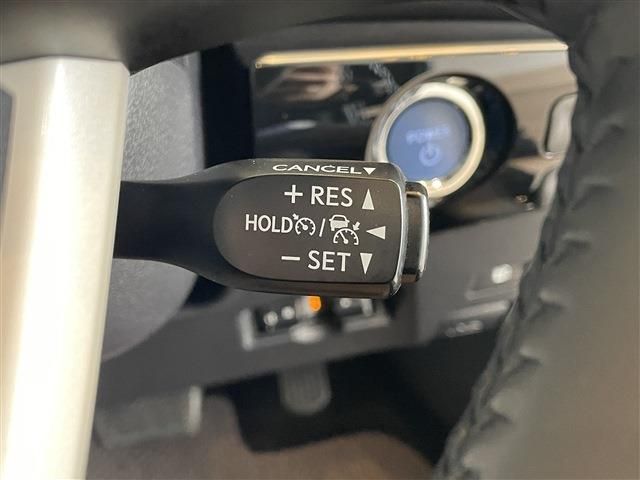 POWER
CANCEL▼
+ RES ▲
HOLD / ◀
− SET ▼